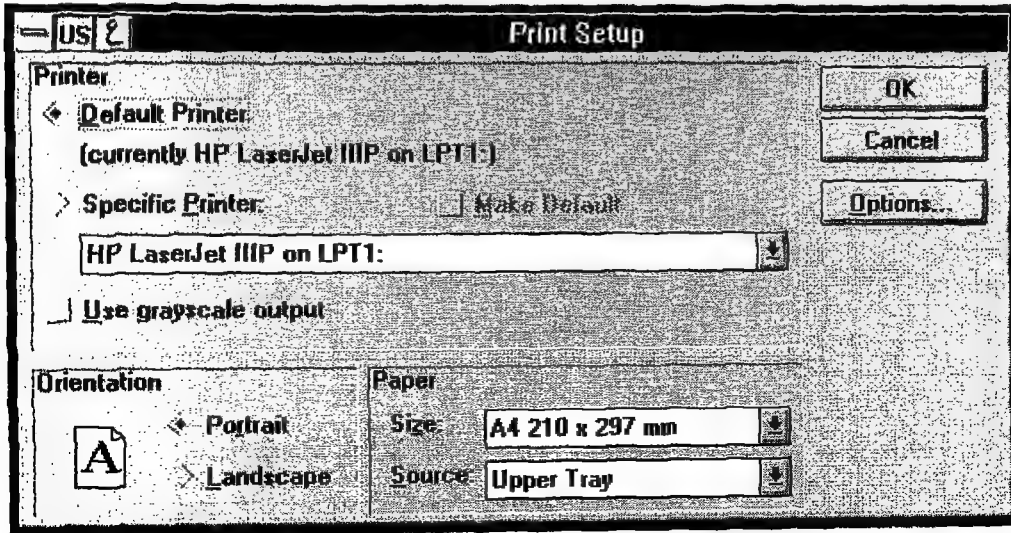 US
Print Setup
Printer
Default Printer
(currently HP LaserJet IIIP on LPT1:)
Specific Printer:
Make Default
HP LaserJet IIIP on LPT1:
Use grayscale output
OK
Cancel
Options...
Orientation
A
Portrait
Landscape
Paper
Size:
A4 210 x 297 mm
Source:
Upper Tray